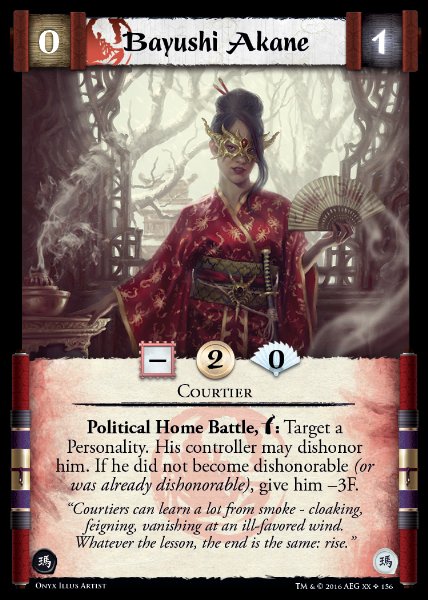 0 Bayushi Akane 1
– 2 0
Courtier
Political Home Battle, : Target a
Personality. His controller may dishonor
him. If he did not become dishonorable (or
was already dishonorable), give him –3F.
“Courtiers can learn a lot from smoke - cloaking,
feigning, vanishing at an ill-favored wind.
Whatever the lesson, the end is the same: rise.”
瑪 瑪
Onyx Illus Artist TM & © 2016 AEG XX ❖ 156